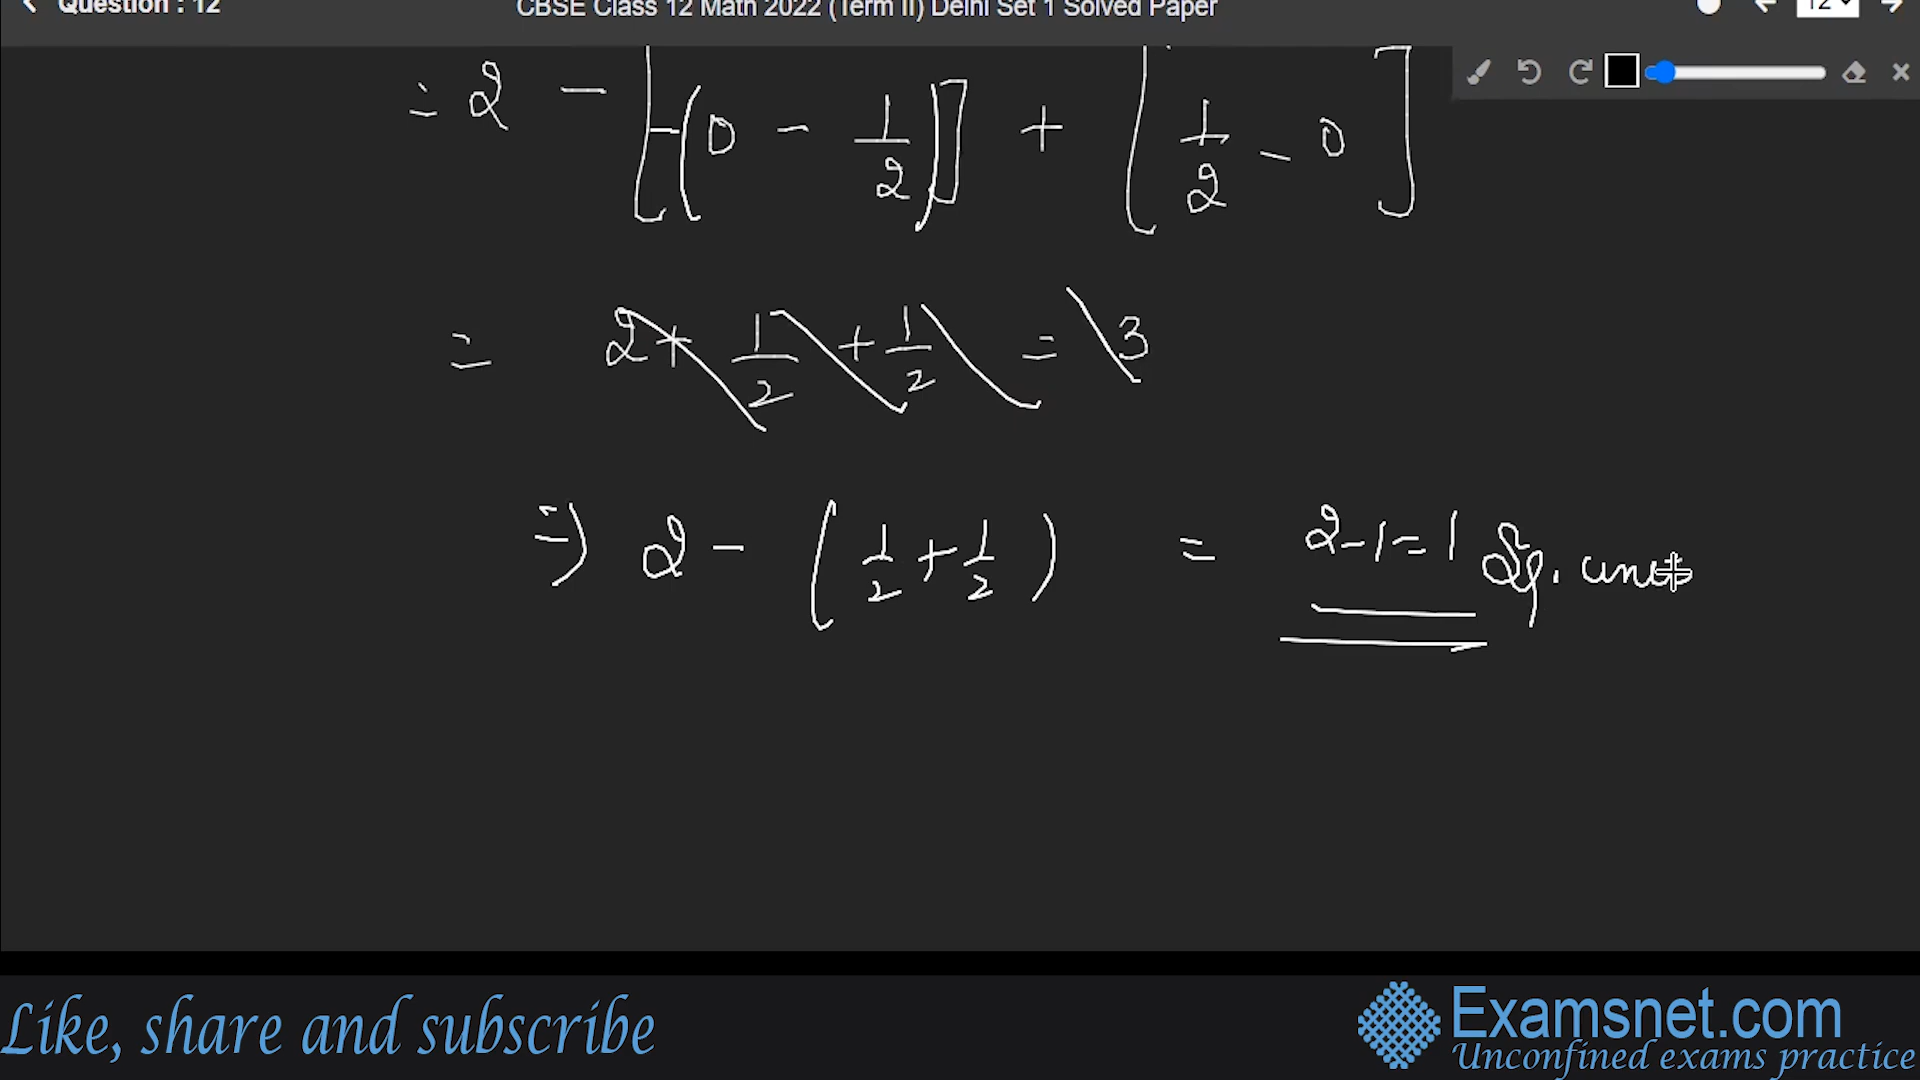 Question : 12
CBSE Class 12 Math 2022 (Term II) Delhi Set 1 Solved Paper
12
= 2 - [-(0 - 1/2)] + [1/2 - 0]
= 2 + 1/2 + 1/2 = 3
=> 2 - (1/2 + 1/2) = 2-1=1 Sq. unit
Like, share and subscribe
Examsnet.com
Unconfined exams practice